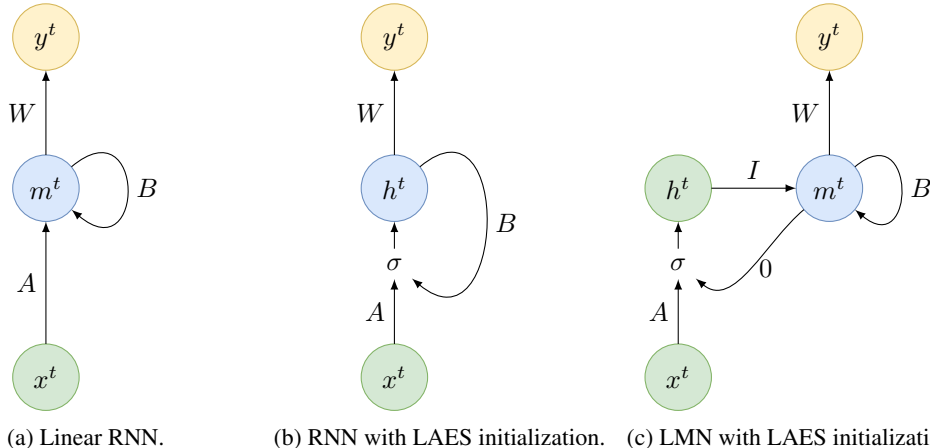 y^t
y^t
y^t
W
W
W
m^t
B
h^t
B
h^t
I
m^t
B
σ
σ
0
A
A
A
x^t
x^t
x^t
(a) Linear RNN.
(b) RNN with LAES initialization.
(c) LMN with LAES initializati